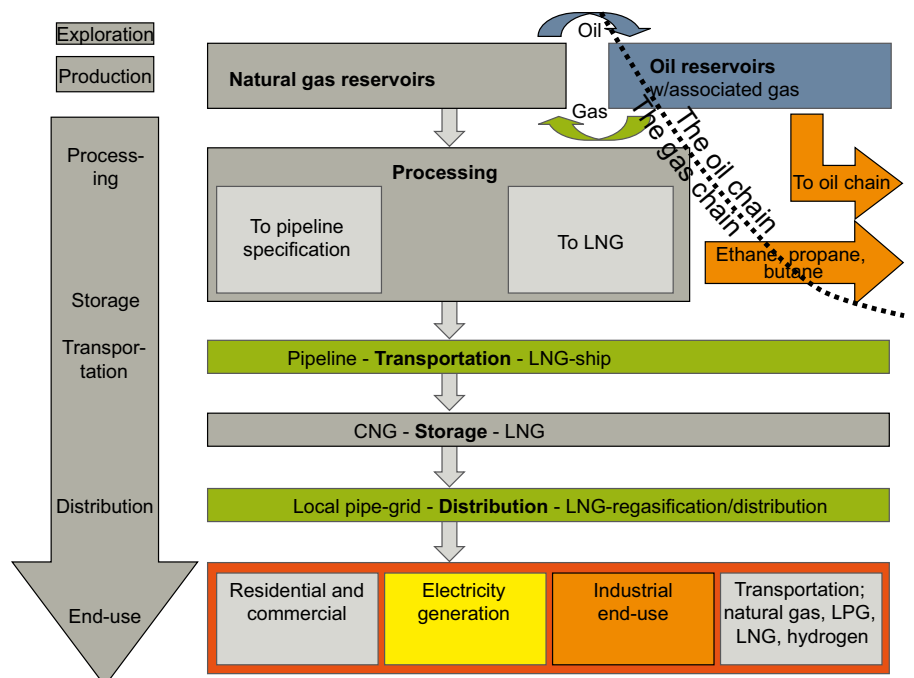 Exploration
Production
Process-
ing
Storage
Transpor-
tation
Distribution
End-use
Oil
Natural gas reservoirs
Oil reservoirs
w/associated gas
Gas
The oil chain
The gas chain
To oil chain
Ethane, propane,
butane
Processing
To pipeline
specification
To LNG
Pipeline - Transportation - LNG-ship
CNG - Storage - LNG
Local pipe-grid - Distribution - LNG-regasification/distribution
Residential and
commercial
Electricity
generation
Industrial
end-use
Transportation;
natural gas, LPG,
LNG, hydrogen